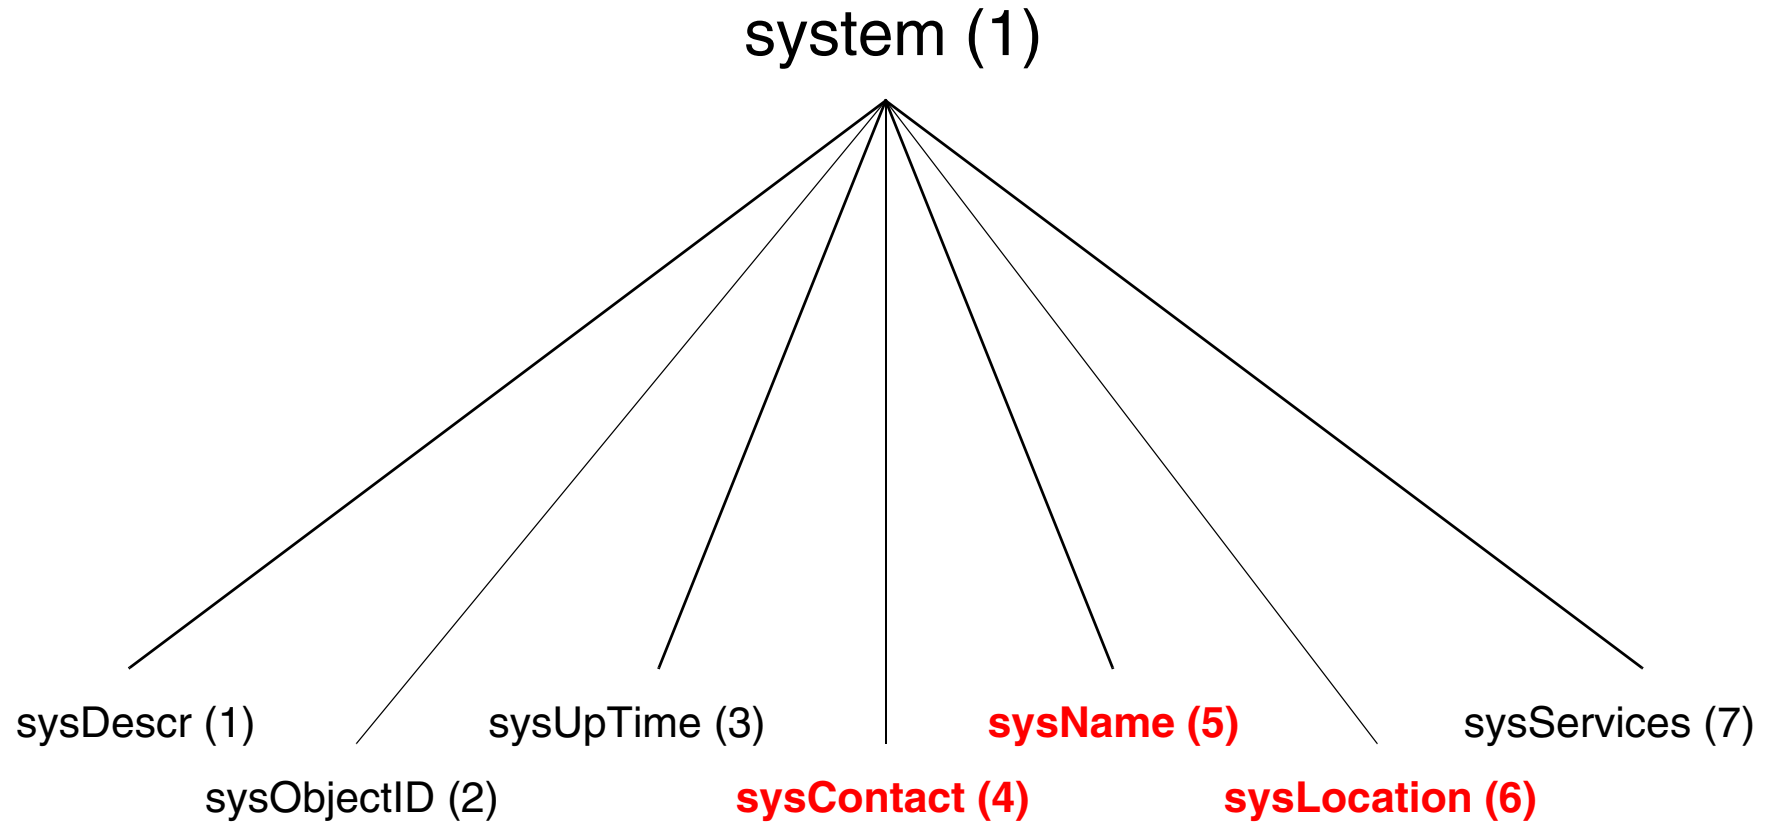 system (1)
sysDescr (1)
sysUpTime (3)
sysName (5)
sysServices (7)
sysObjectID (2)
sysContact (4)
sysLocation (6)